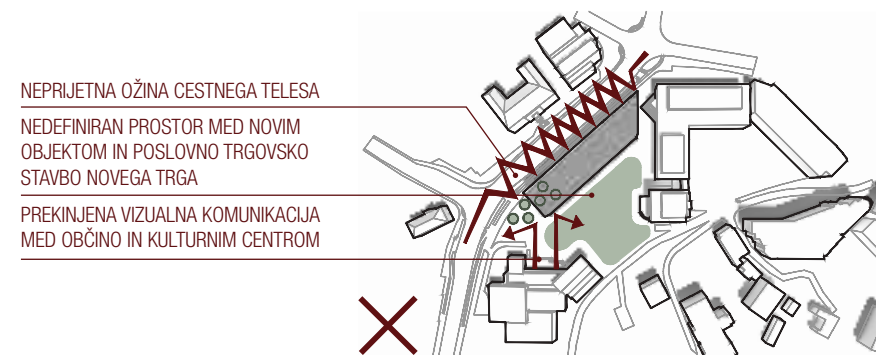 NEPRIJETNA OŽINA CESTNEGA TELESA
NEDEFINIRAN PROSTOR MED NOVIM
OBJEKTOM IN POSLOVNO TRGOVSKO
STAVBO NOVEGA TRGA
PREKINJENA VIZUALNA KOMUNIKACIJA
MED OBČINO IN KULTURNIM CENTROM